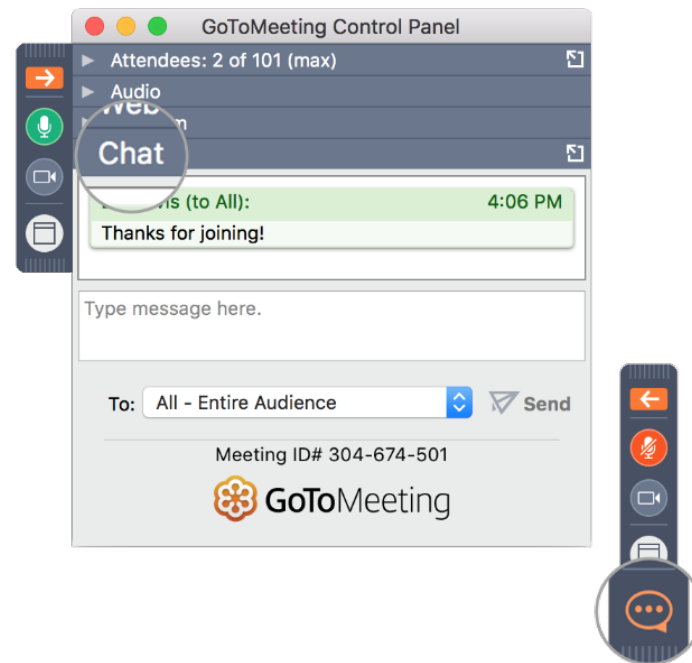 GoToMeeting Control Panel
Attendees: 2 of 101 (max)
Audio
Chat
(to All): 4:06 PM
Thanks for joining!
Type message here.
To: All - Entire Audience Send
Meeting ID# 304-674-501
GoToMeeting